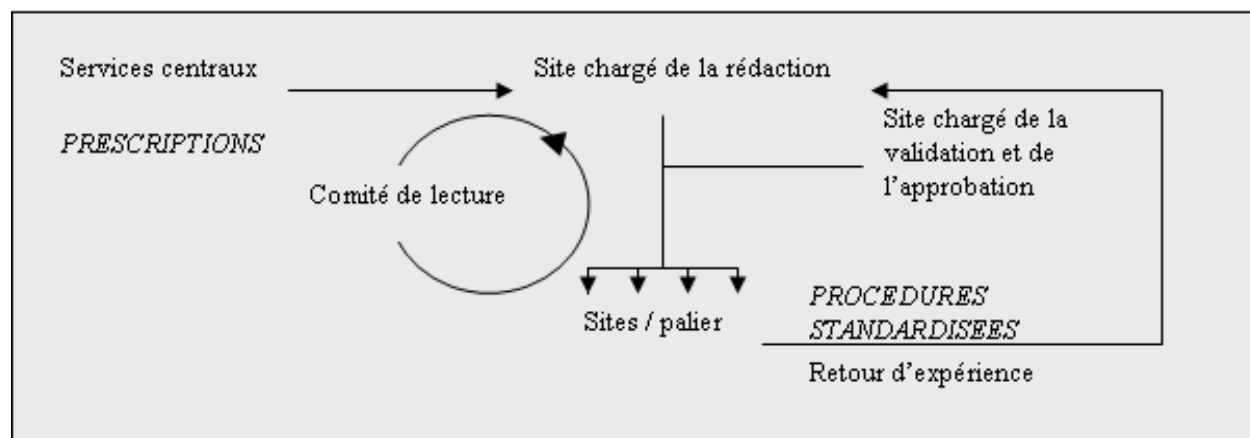 Services centraux
Site chargé de la rédaction
PRESCRIPTIONS
Site chargé de la
validation et de
l'approbation
Comité de lecture
Sites / palier
PROCEDURES
STANDARDISEES
Retour d'expérience